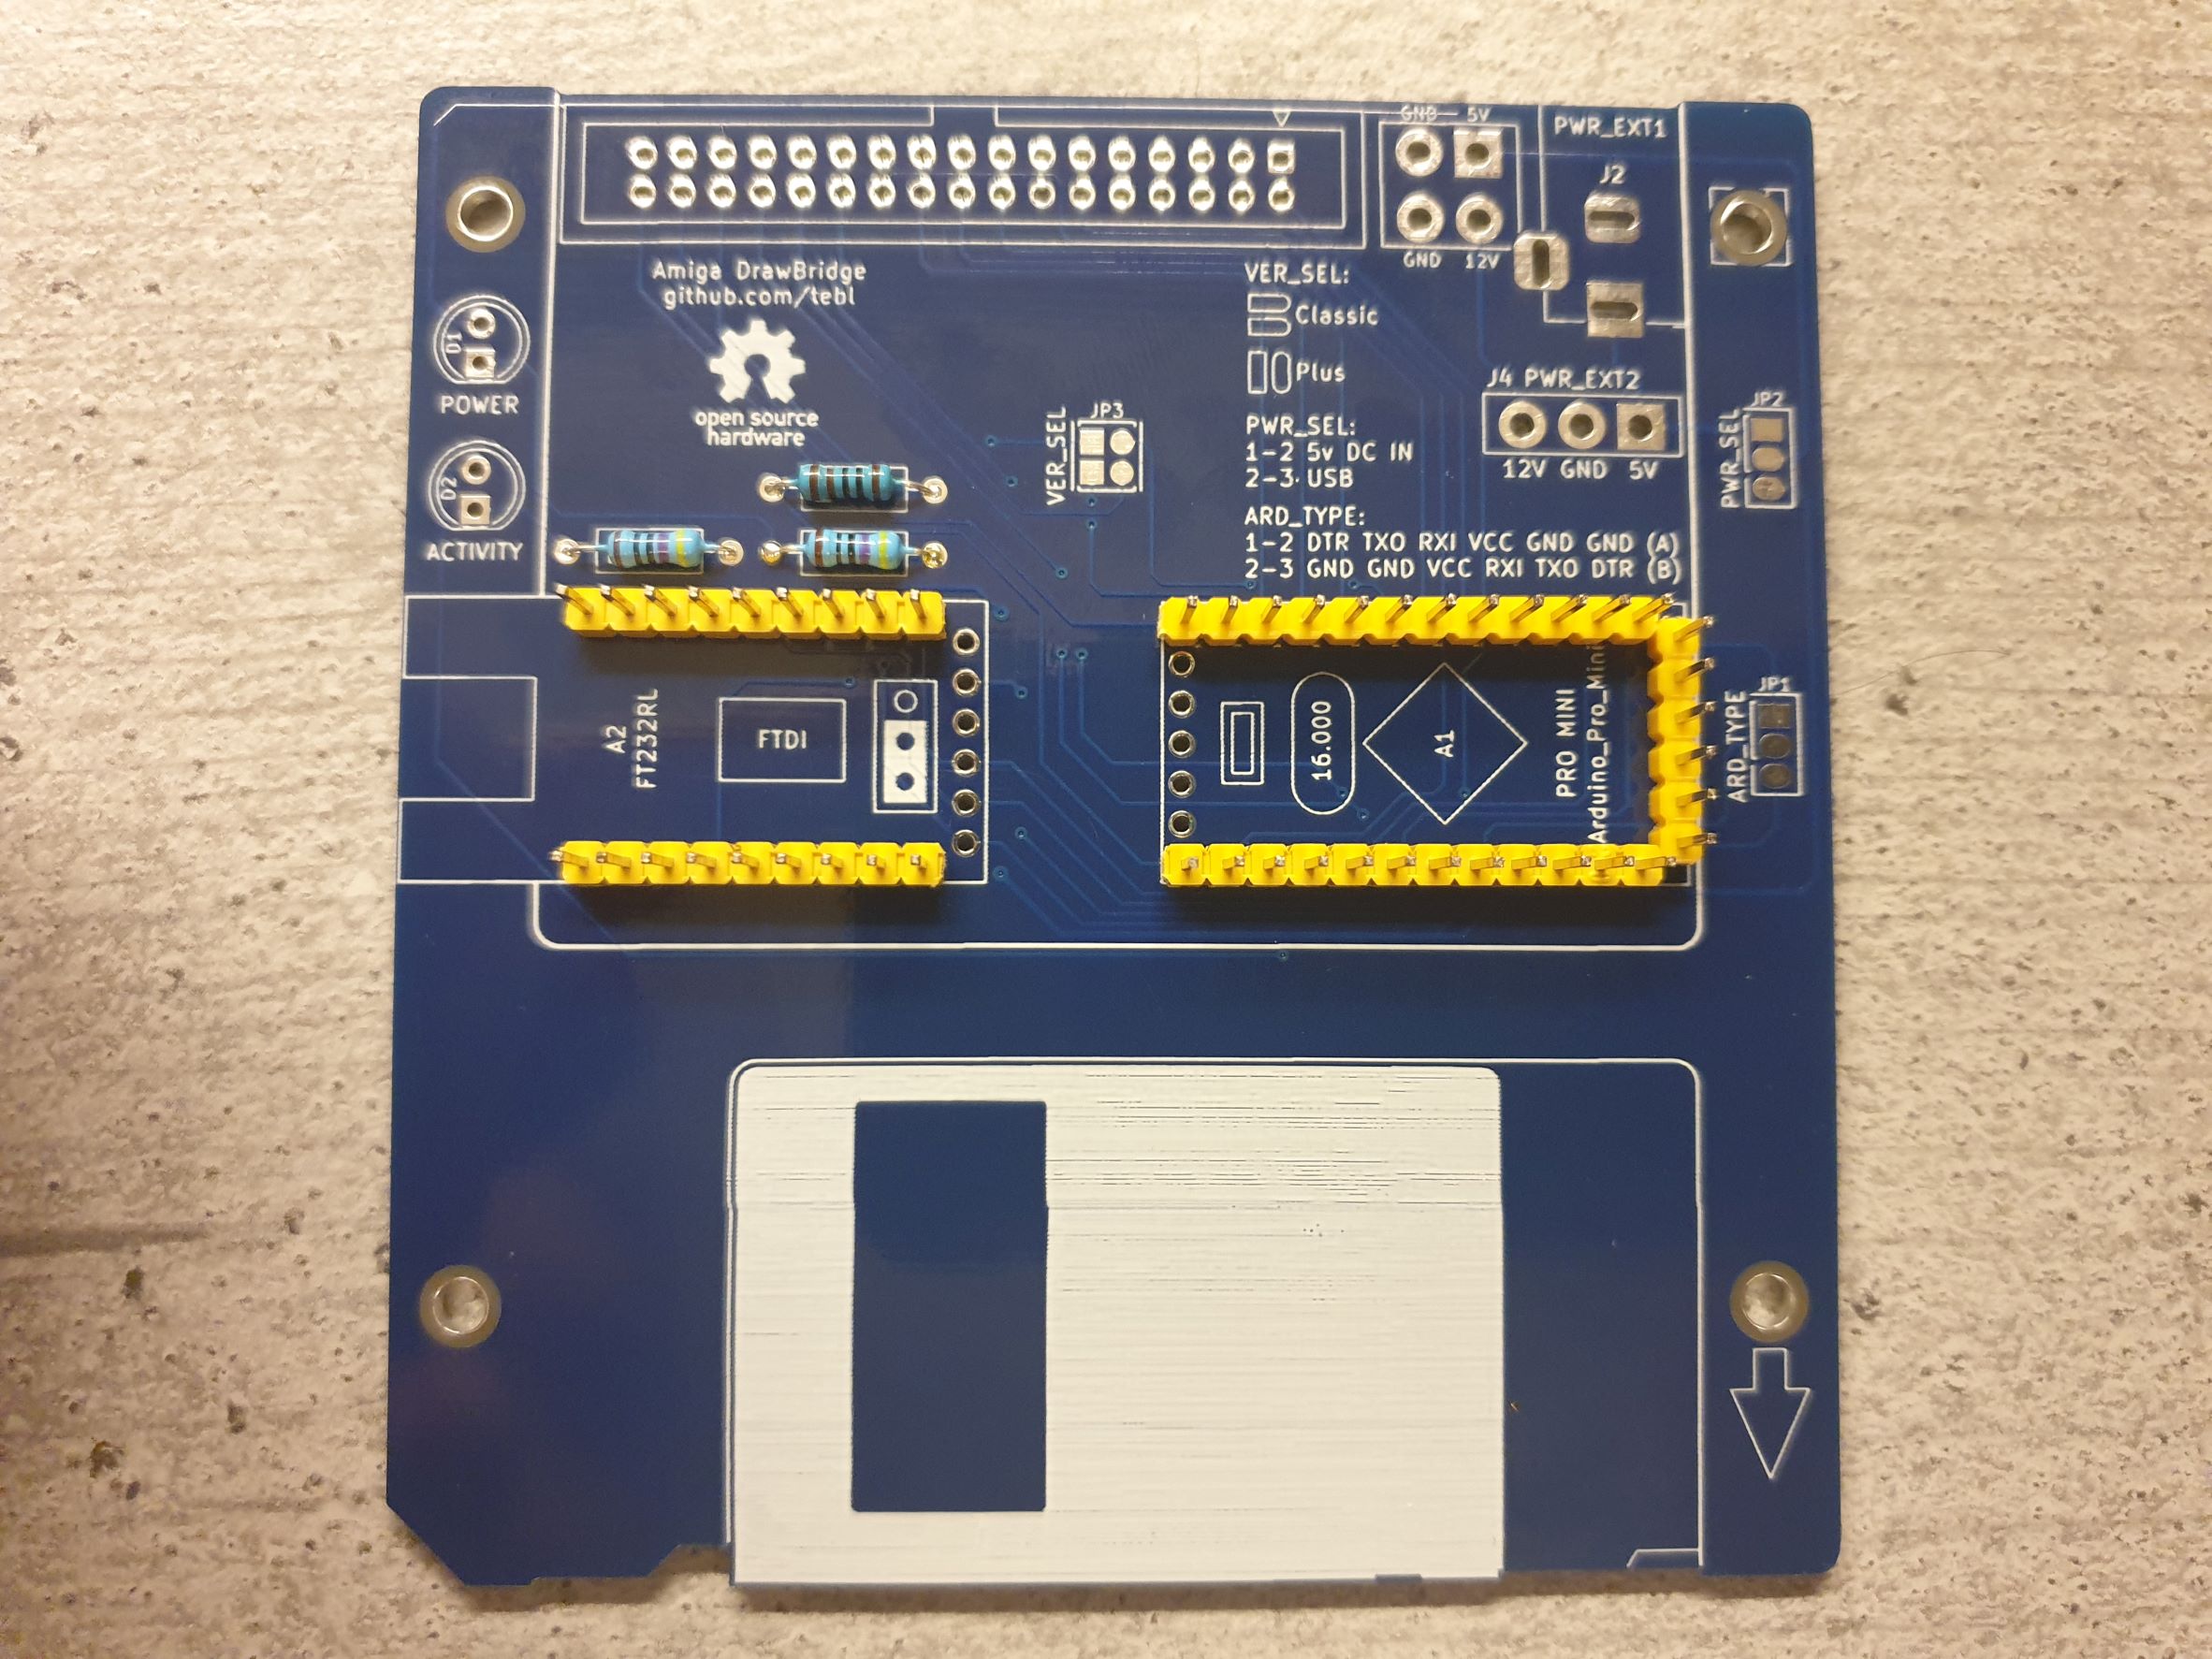 GND 5V
PWR_EXT1
J2
GND 12V
Amiga DrawBridge
github.com/tebl
VER_SEL:
Classic
Plus
D1
POWER
J4 PWR_EXT2
12V GND 5V
JP2
PWR_SEL
open source
hardware
JP3
VER_SEL
PWR_SEL:
1-2 5v DC IN
2-3 USB
D2
ACTIVITY
ARD_TYPE:
1-2 DTR TXO RXI VCC GND GND (A)
2-3 GND GND VCC RXI TXO DTR (B)
A2
FT232RL
FTDI
16.000
A1
PRO MINI
Arduino_Pro_Mini
JP1
ARD_TYPE